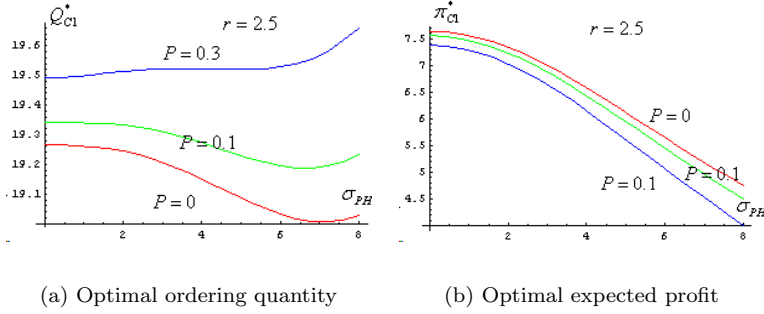 Q*C1
r = 2.5
19.6
P = 0.3
19.5
19.4
19.3
P = 0.1
19.2
19.1
P = 0
σPH
2
4
6
8
(a) Optimal ordering quantity
π*C1
r = 2.5
7.5
7
6.5
6
P = 0
5.5
5
P = 0.1
P = 0.1
4.5
σPH
2
4
6
8
(b) Optimal expected profit